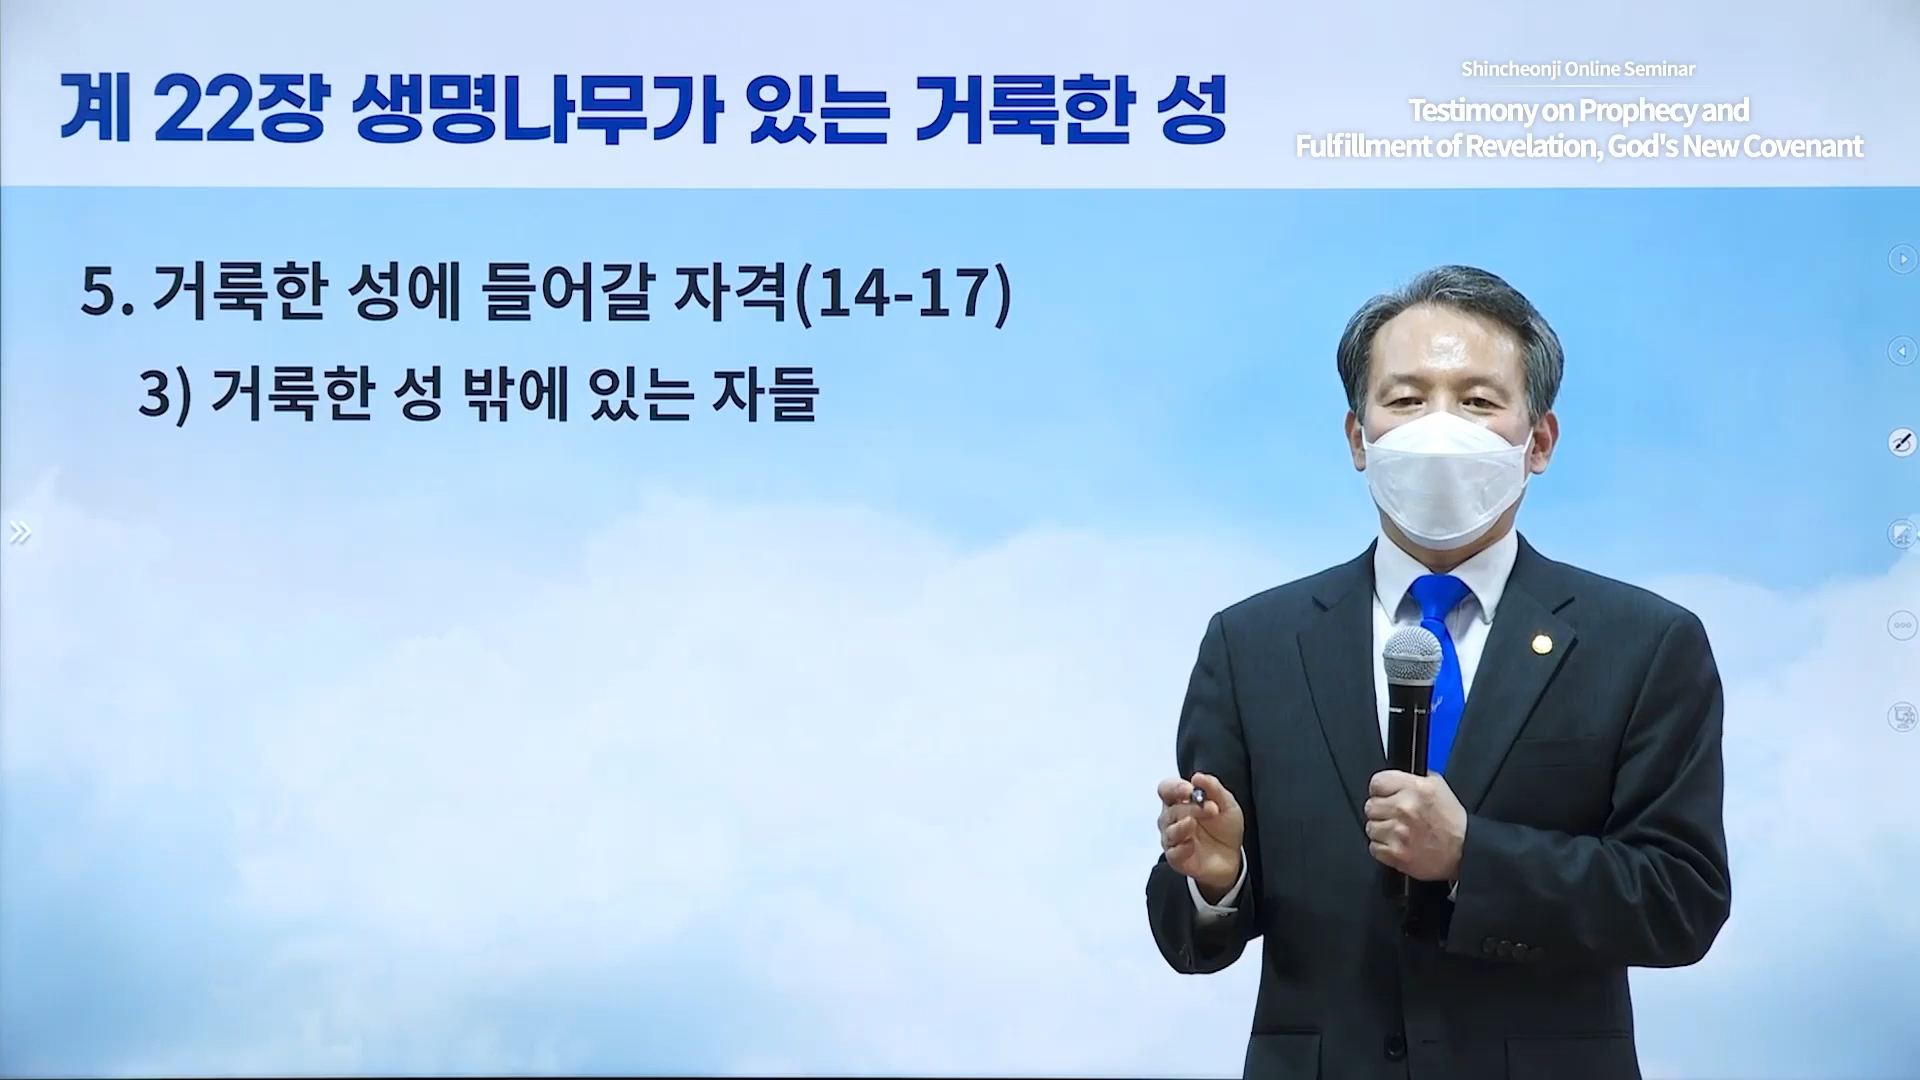 계 22장 생명나무가 있는 거룩한 성
Shincheonji Online Seminar
Testimony on Prophecy and
Fulfillment of Revelation, God's New Covenant
5. 거룩한 성에 들어갈 자격(14-17)
3) 거룩한 성 밖에 있는 자들